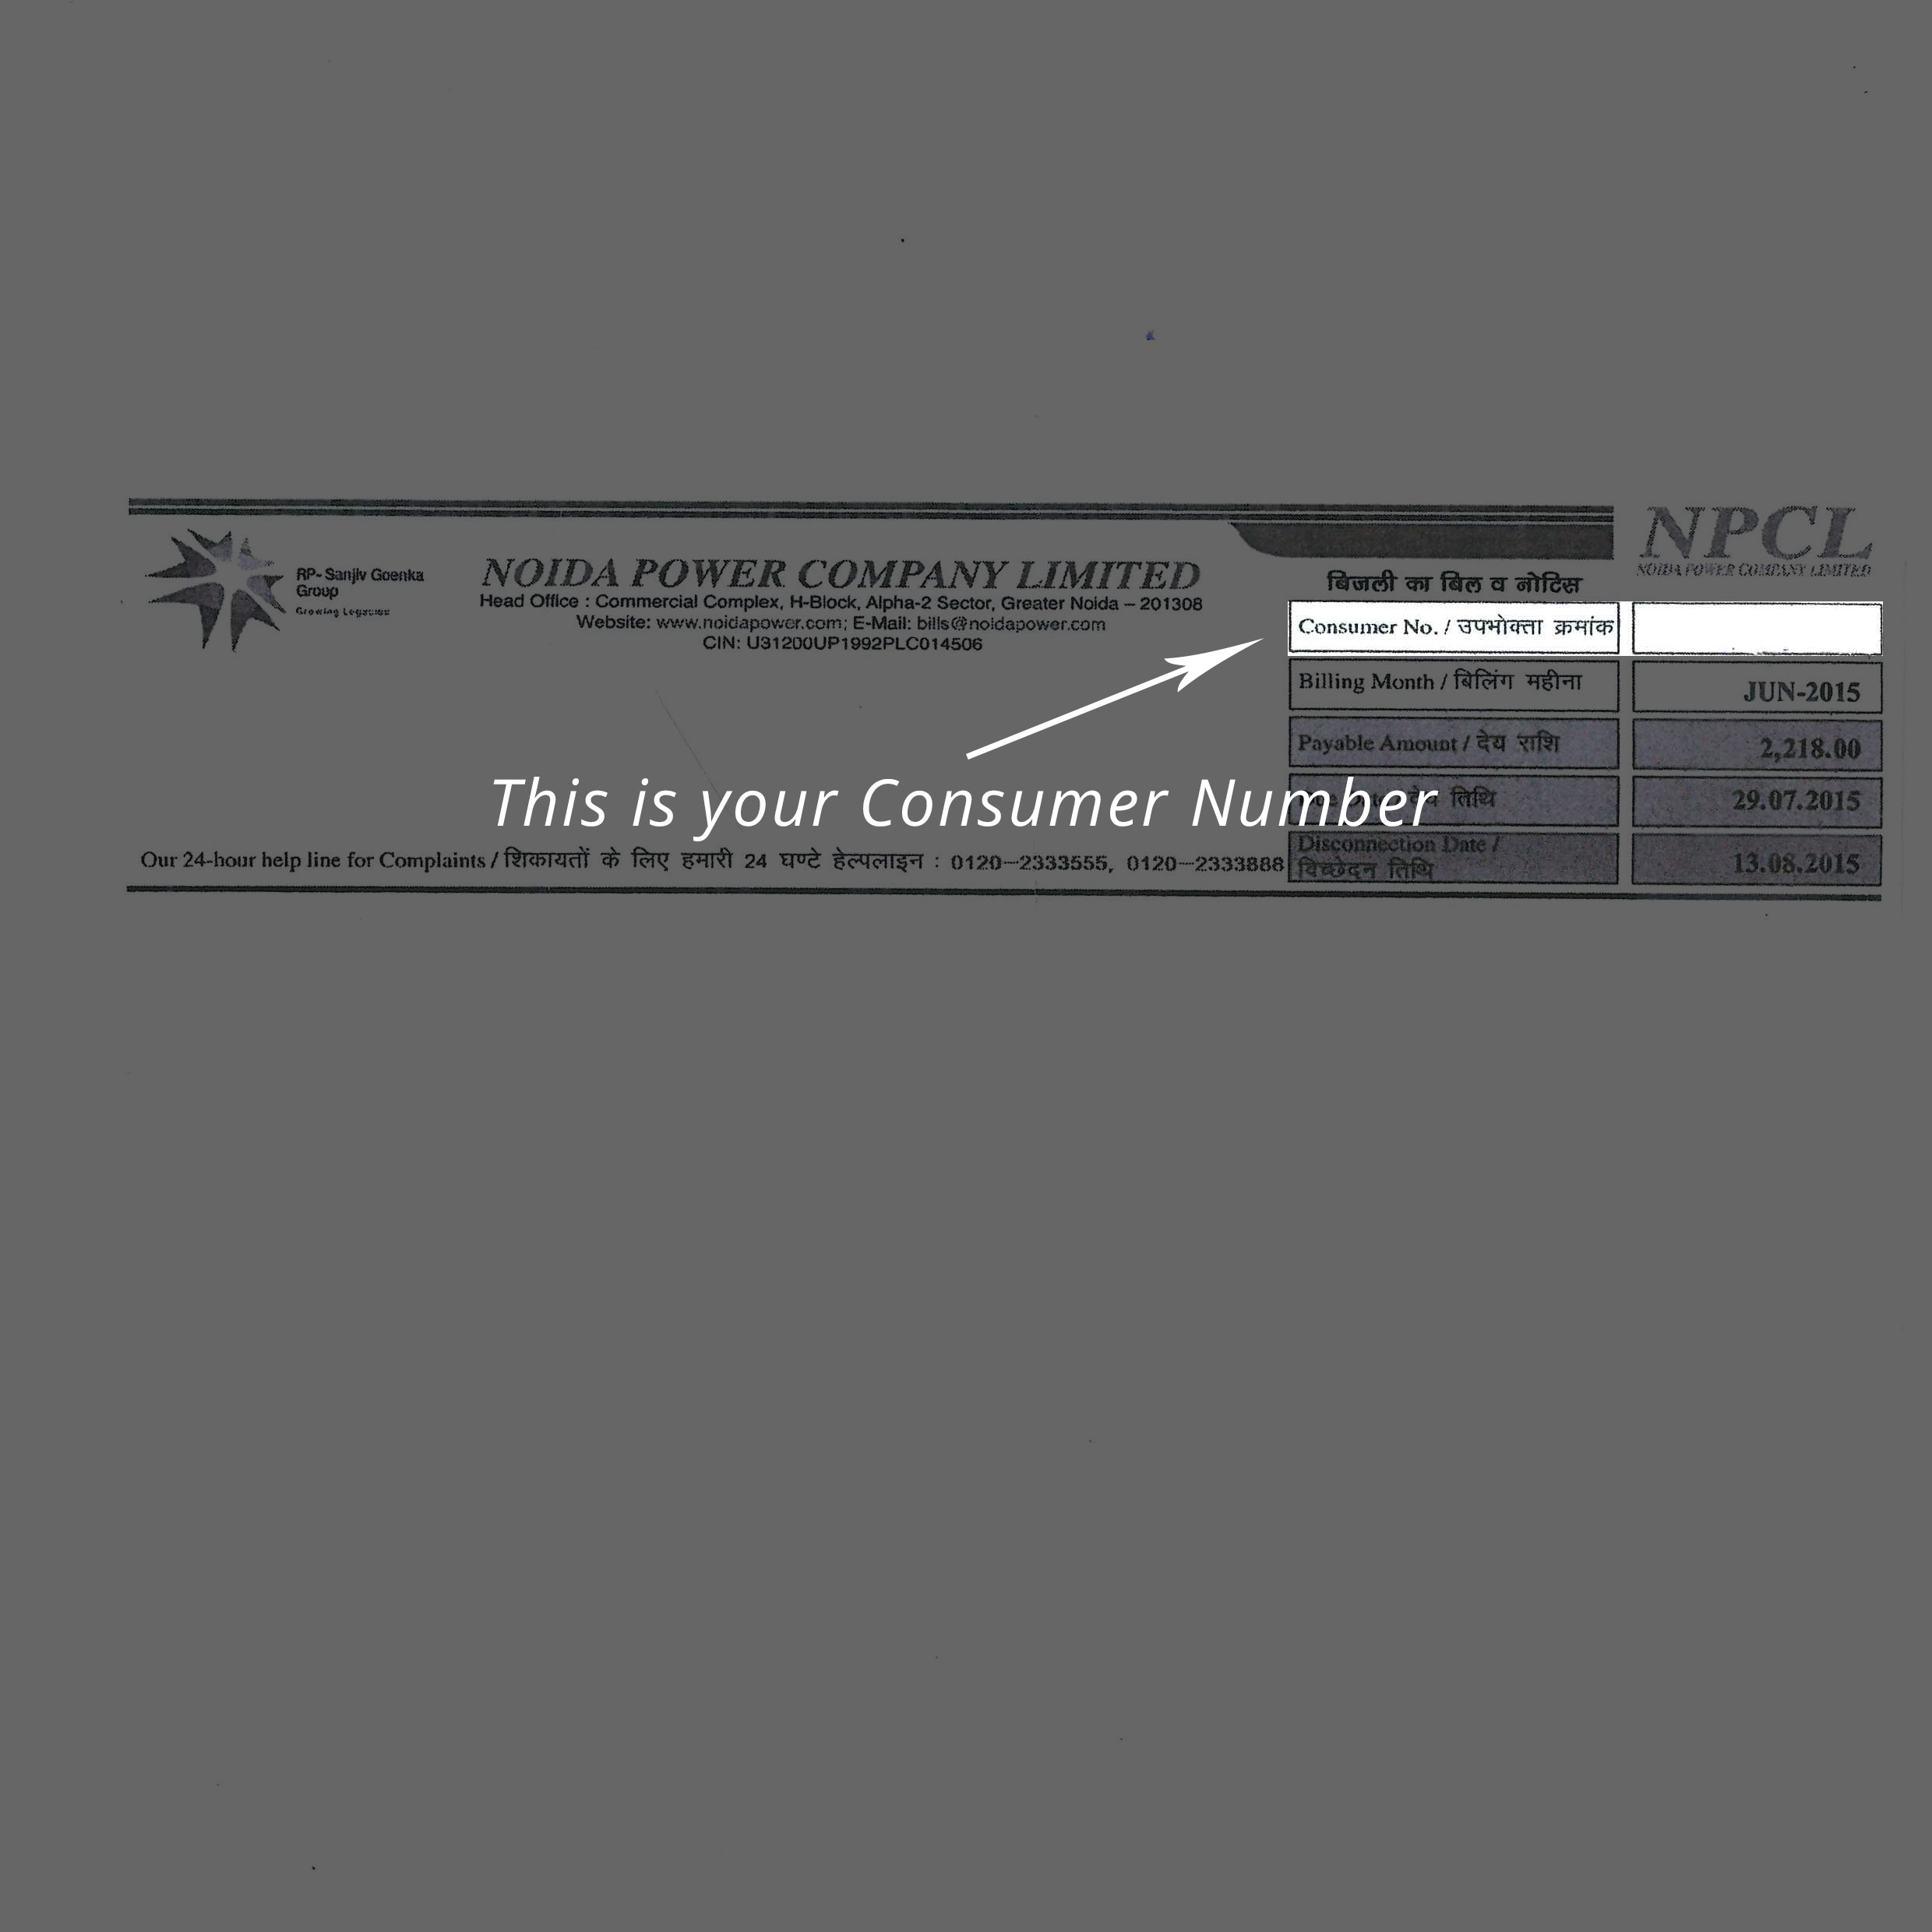 NPCL
NOIDA POWER COMPANY LIMITED
RP-Sanjiv Goenka
Group
Growing Legacies
NOIDA POWER COMPANY LIMITED
Head Office : Commercial Complex, H-Block, Alpha-2 Sector, Greater Noida – 201308
Website: www.noidapower.com; E-Mail: bills@noidapower.com
CIN: U31200UP1992PLC014506
बिजली का बिल व नोटिस
Consumer No. / उपभोक्ता क्रमांक
Billing Month / बिलिंग महीना JUN-2015
Payable Amount / देय राशि 2,218.00
This is your Consumer Number
Due Date / देय तिथि 29.07.2015
Our 24-hour help line for Complaints / शिकायतों के लिए हमारी 24 घण्टे हेल्पलाइन : 0120–2333555, 0120–2333888
Disconnection Date /
विच्छेदन तिथि 13.08.2015